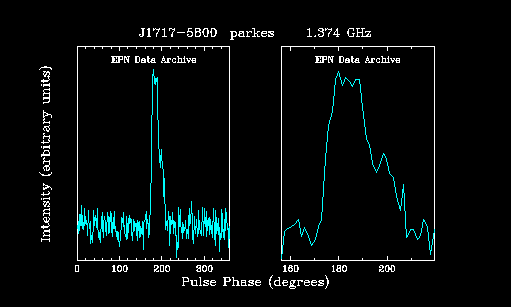 J1717-5800 parkes 1.374 GHz
EPN Data Archive EPN Data Archive
Intensity (arbitrary units)
0 100 200 300 160 180 200
Pulse Phase (degrees)